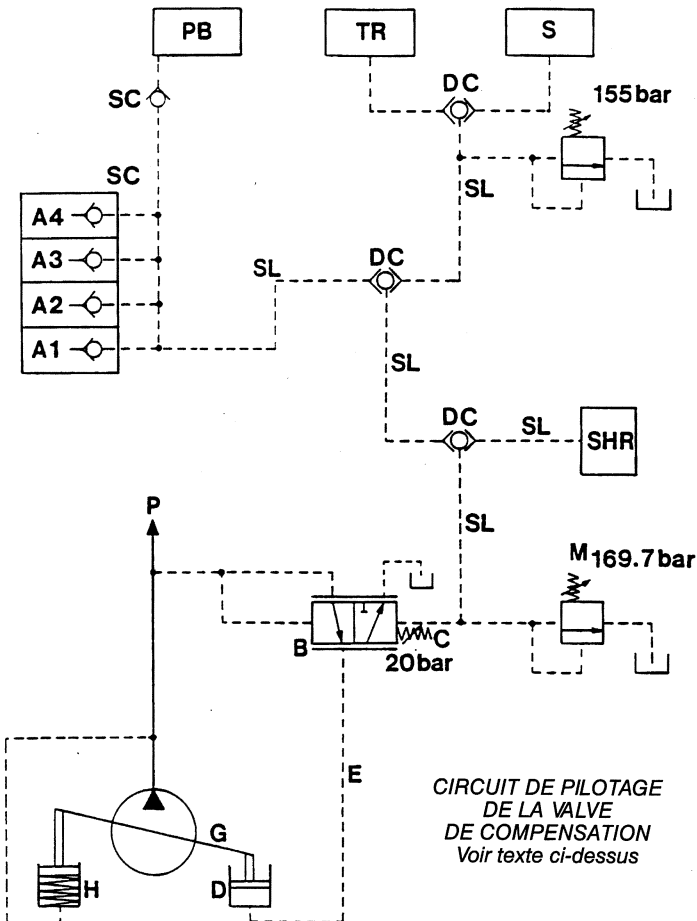 PB
TR
S
SC
DC
155 bar
SC
SL
A4
A3
A2
A1
SL
DC
SL
DC
SL
SHR
P
SL
M 169.7 bar
B
C
20 bar
E
G
H
D
CIRCUIT DE PILOTAGE
DE LA VALVE
DE COMPENSATION
Voir texte ci-dessus